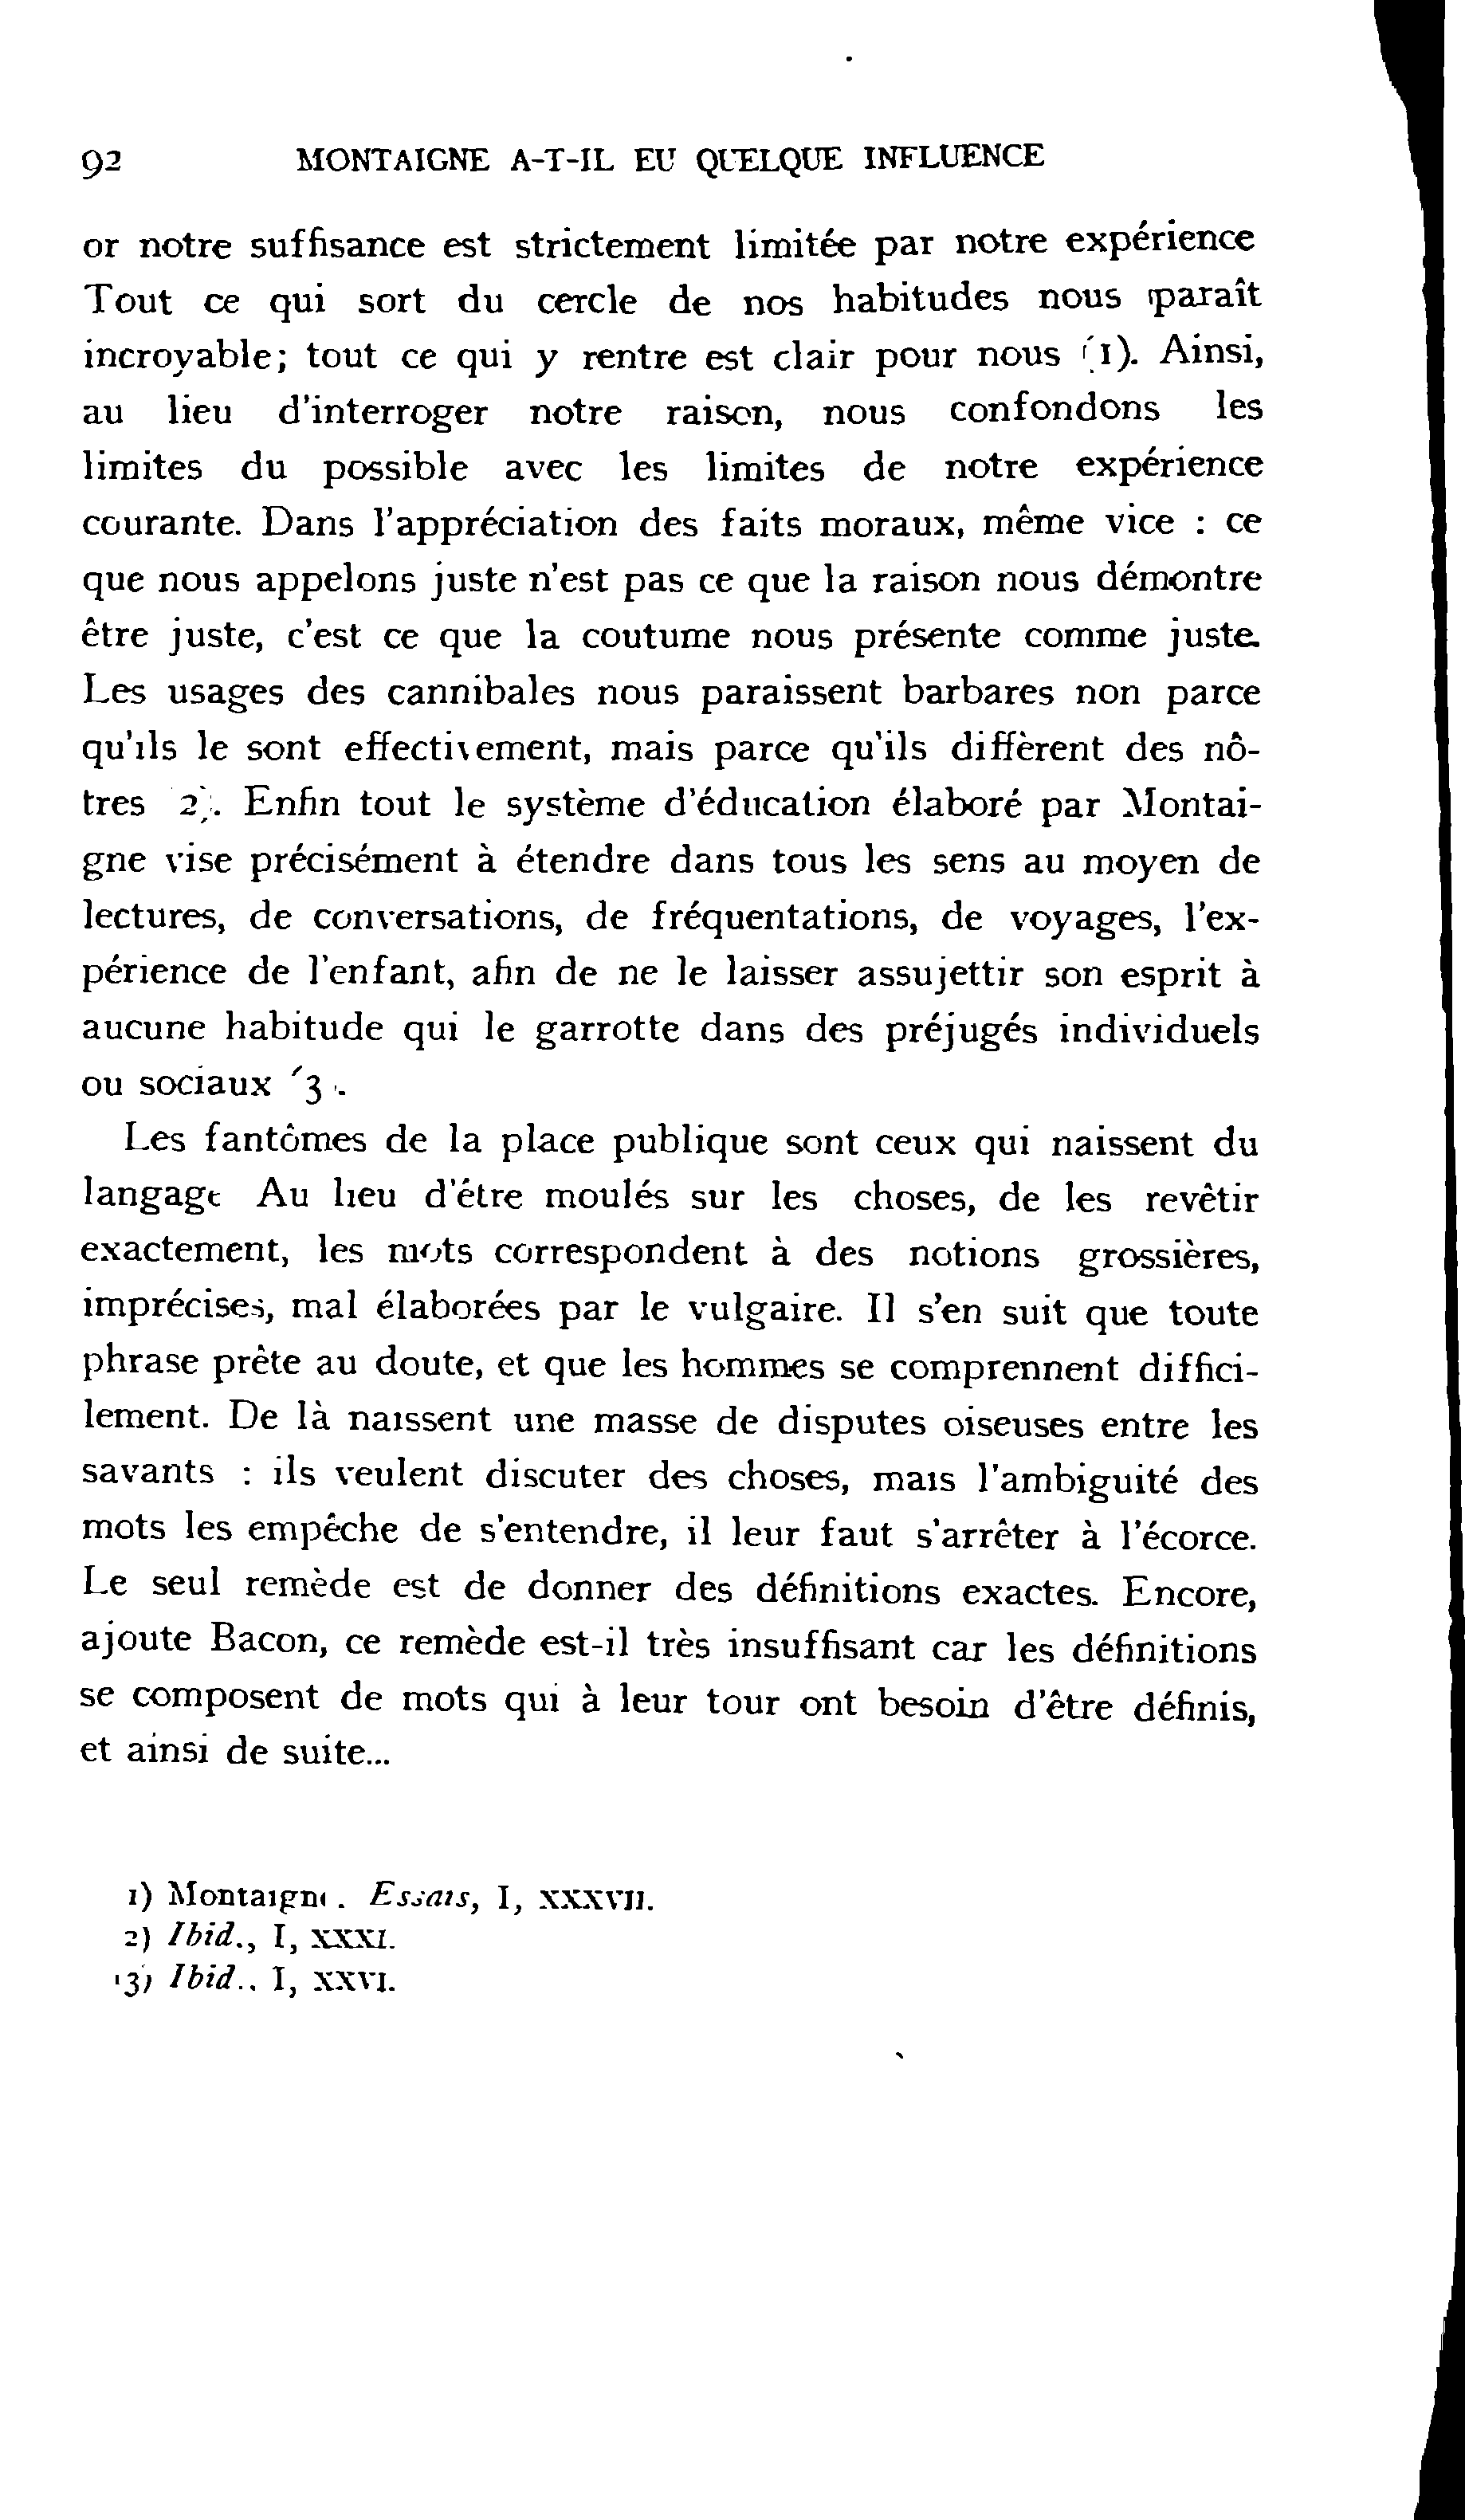 92 MONTAIGNE A-T-IL EU QUELQUE INFLUENCE
or notre suffisance est strictement limitée par notre expérience
Tout ce qui sort du cercle de nos habitudes nous paraît
incroyable; tout ce qui y rentre est clair pour nous (1). Ainsi,
au lieu d'interroger notre raison, nous confondons les
limites du possible avec les limites de notre expérience
courante. Dans l'appréciation des faits moraux, même vice : ce
que nous appelons juste n'est pas ce que la raison nous démontre
être juste, c'est ce que la coutume nous présente comme juste.
Les usages des cannibales nous paraissent barbares non parce
qu'ils le sont effectivement, mais parce qu'ils diffèrent des nô-
tres 2). Enfin tout le système d'éducation élaboré par Montai-
gne vise précisément à étendre dans tous les sens au moyen de
lectures, de conversations, de fréquentations, de voyages, l'ex-
périence de l'enfant, afin de ne le laisser assujettir son esprit à
aucune habitude qui le garrotte dans des préjugés individuels
ou sociaux (3).
Les fantômes de la place publique sont ceux qui naissent du
langage Au lieu d'être moulés sur les choses, de les revêtir
exactement, les mots correspondent à des notions grossières,
imprécises, mal élaborées par le vulgaire. Il s'en suit que toute
phrase prête au doute, et que les hommes se comprennent diffici-
lement. De là naissent une masse de disputes oiseuses entre les
savants : ils veulent discuter des choses, mais l'ambiguité des
mots les empêche de s'entendre, il leur faut s'arrêter à l'écorce.
Le seul remède est de donner des définitions exactes. Encore,
ajoute Bacon, ce remède est-il très insuffisant car les définitions
se composent de mots qui à leur tour ont besoin d'être définis,
et ainsi de suite...
1) Montaigne. Essais, I, XXXVII.
2) Ibid., I, XXXI.
(3) Ibid., I, XXVI.